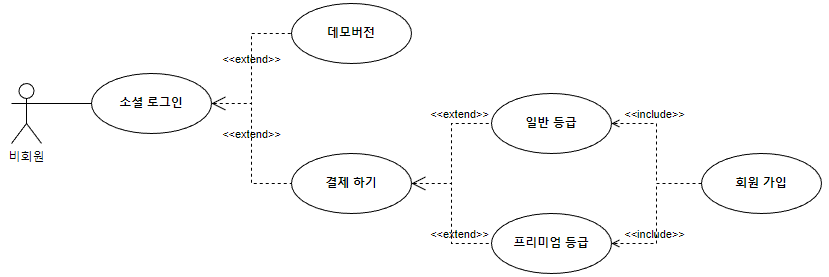 데모버전
<<extend>>
소셜 로그인
비회원
<<extend>>
결제 하기
<<extend>>
일반 등급
<<include>>
회원 가입
<<extend>>
프리미엄 등급
<<include>>